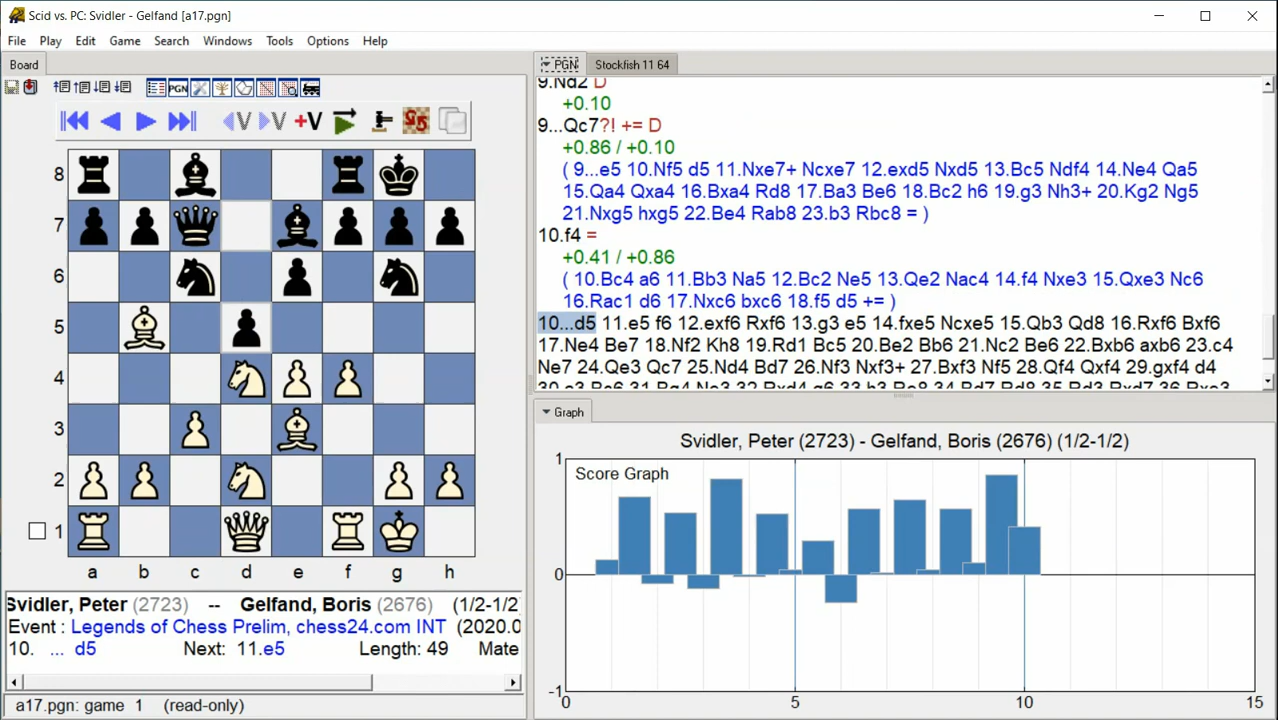 Scid vs. PC: Svidler - Gelfand [a17.pgn]
File Play Edit Game Search Windows Tools Options Help
Board
PGN Stockfish 11 64
PGN
V V +V
8
7
6
5
4
3
2
1
a b c d e f g h
Svidler, Peter (2723) -- Gelfand, Boris (2676) (1/2-1/2)
Event : Legends of Chess Prelim, chess24.com INT (2020.0
10. ... d5 Next: 11.e5 Length: 49 Mate
a17.pgn: game 1 (read-only)
9.Nd2 D
+0.10
9...Qc7?! += D
+0.86 / +0.10
( 9...e5 10.Nf5 d5 11.Nxe7+ Ncxe7 12.exd5 Nxd5 13.Bc5 Ndf4 14.Ne4 Qa5
15.Qa4 Qxa4 16.Bxa4 Rd8 17.Ba3 Be6 18.Bc2 h6 19.g3 Nh3+ 20.Kg2 Ng5
21.Nxg5 hxg5 22.Be4 Rab8 23.b3 Rbc8 = )
10.f4 =
+0.41 / +0.86
( 10.Bc4 a6 11.Bb3 Na5 12.Bc2 Ne5 13.Qe2 Nac4 14.f4 Nxe3 15.Qxe3 Nc6
16.Rac1 d6 17.Nxc6 bxc6 18.f5 d5 += )
10...d5 11.e5 f6 12.exf6 Rxf6 13.g3 e5 14.fxe5 Ncxe5 15.Qb3 Qd8 16.Rxf6 Bxf6
17.Ne4 Be7 18.Nf2 Kh8 19.Rd1 Bc5 20.Be2 Bb6 21.Nc2 Be6 22.Bxb6 axb6 23.c4
Ne7 24.Qe3 Qc7 25.Nd4 Bd7 26.Nf3 Nxf3+ 27.Bxf3 Nf5 28.Qf4 Qxf4 29.gxf4 d4
Graph
Svidler, Peter (2723) - Gelfand, Boris (2676) (1/2-1/2)
Score Graph
1
0
-1
0 5 10 15